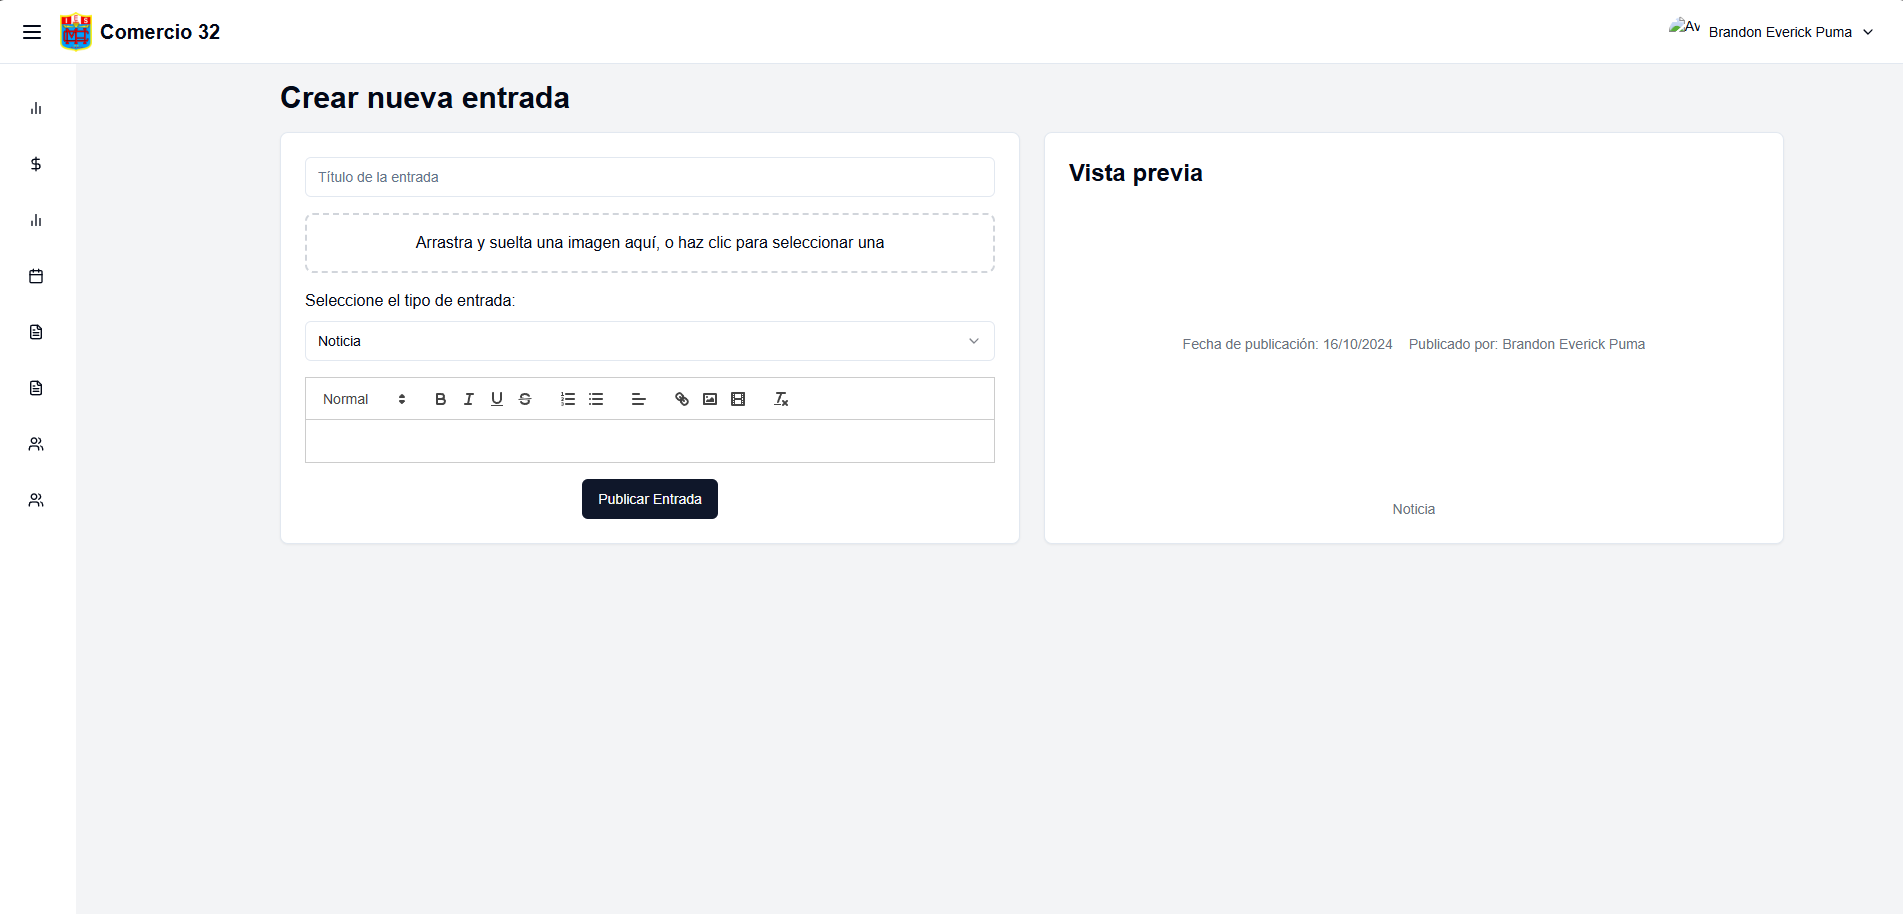 Comercio 32
Av
Brandon Everick Puma
Crear nueva entrada
Título de la entrada
Arrastra y suelta una imagen aquí, o haz clic para seleccionar una
Seleccione el tipo de entrada:
Noticia
Normal
Publicar Entrada
Vista previa
Fecha de publicación: 16/10/2024 Publicado por: Brandon Everick Puma
Noticia